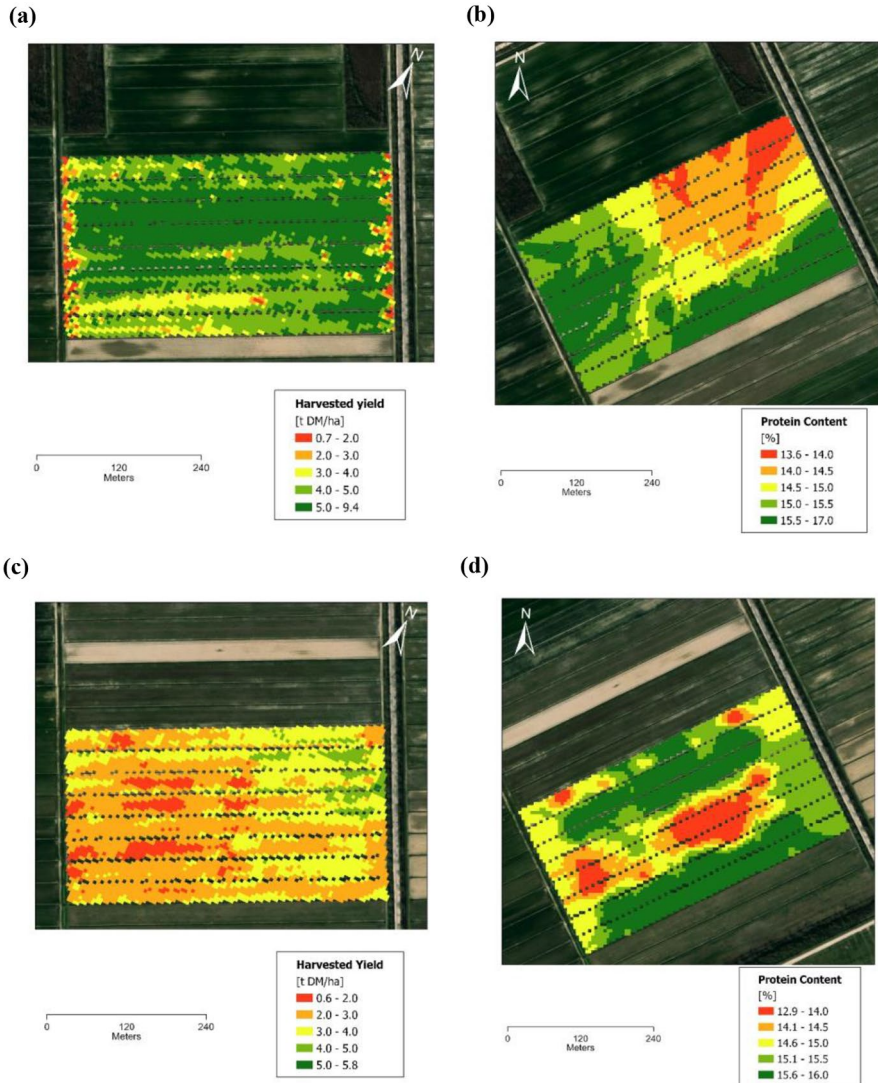 (a)
(b)
N
N
Harvested yield
[t DM/ha]
0.7 - 2.0
2.0 - 3.0
3.0 - 4.0
4.0 - 5.0
5.0 - 9.4
0 120 240
Meters
Protein Content
[%]
13.6 - 14.0
14.0 - 14.5
14.5 - 15.0
15.0 - 15.5
15.5 - 17.0
0 120 240
Meters
(c)
(d)
N
N
Harvested Yield
[t DM/ha]
0.6 - 2.0
2.0 - 3.0
3.0 - 4.0
4.0 - 5.0
5.0 - 5.8
0 120 240
Meters
Protein Content
[%]
12.9 - 14.0
14.1 - 14.5
14.6 - 15.0
15.1 - 15.5
15.6 - 16.0
0 120 240
Meters